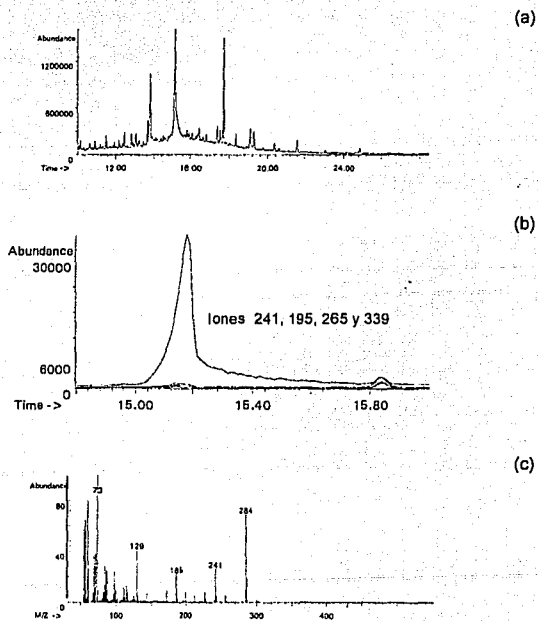 (a)
Abundance
1200000
600000
0
Time -> 12.00 16.00 20.00 24.00
(b)
Abundance
30000
Iones 241, 195, 265 y 339
6000
0
Time -> 15.00 15.40 15.80
(c)
Abundance
73
284
80
129
40
185
241
0
M/Z -> 100 200 300 400